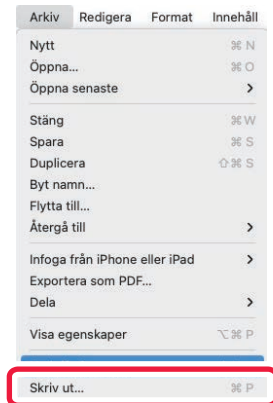 Arkiv Redigera Format Innehåll
Nytt ⌘ N
Öppna... ⌘ O
Öppna senaste >
Stäng ⌘ W
Spara ⌘ S
Duplicera ⇧ ⌘ S
Byt namn...
Flytta till...
Återgå till >
Infoga från iPhone eller iPad >
Exportera som PDF...
Dela >
Visa egenskaper ⌥ ⌘ P
Skriv ut... ⌘ P